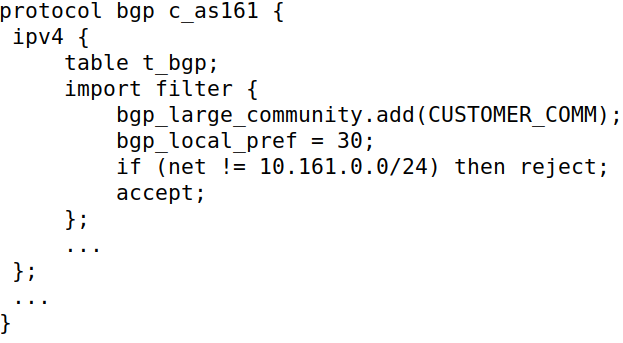 protocol bgp c_as161 {
 ipv4 {
     table t_bgp;
     import filter {
         bgp_large_community.add(CUSTOMER_COMM);
         bgp_local_pref = 30;
         if (net != 10.161.0.0/24) then reject;
         accept;
     };
     ...
 };
 ...
}